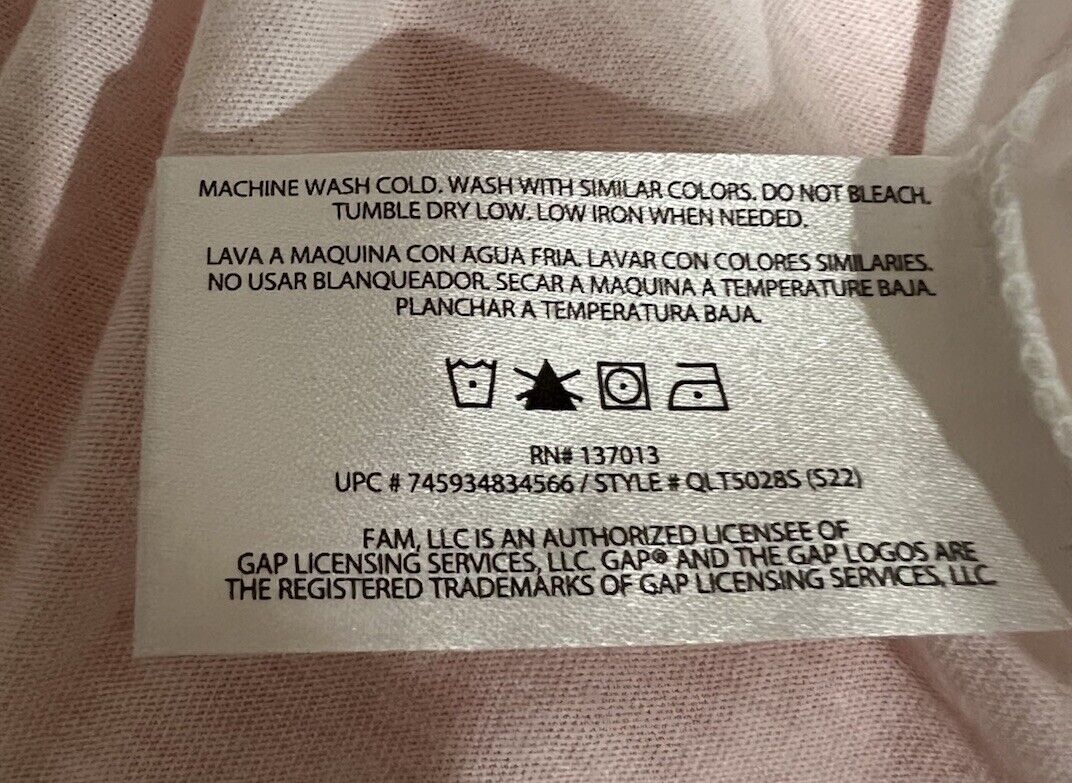 MACHINE WASH COLD. WASH WITH SIMILAR COLORS. DO NOT BLEACH.
TUMBLE DRY LOW. LOW IRON WHEN NEEDED.
LAVA A MAQUINA CON AGUA FRIA. LAVAR CON COLORES SIMILARIES.
NO USAR BLANQUEADOR. SECAR A MAQUINA A TEMPERATURE BAJA.
PLANCHAR A TEMPERATURA BAJA.
RN# 137013
UPC # 745934834566 / STYLE # QLT5028S (S22)
FAM, LLC IS AN AUTHORIZED LICENSEE OF
GAP LICENSING SERVICES, LLC. GAP® AND THE GAP LOGOS ARE
THE REGISTERED TRADEMARKS OF GAP LICENSING SERVICES, LLC